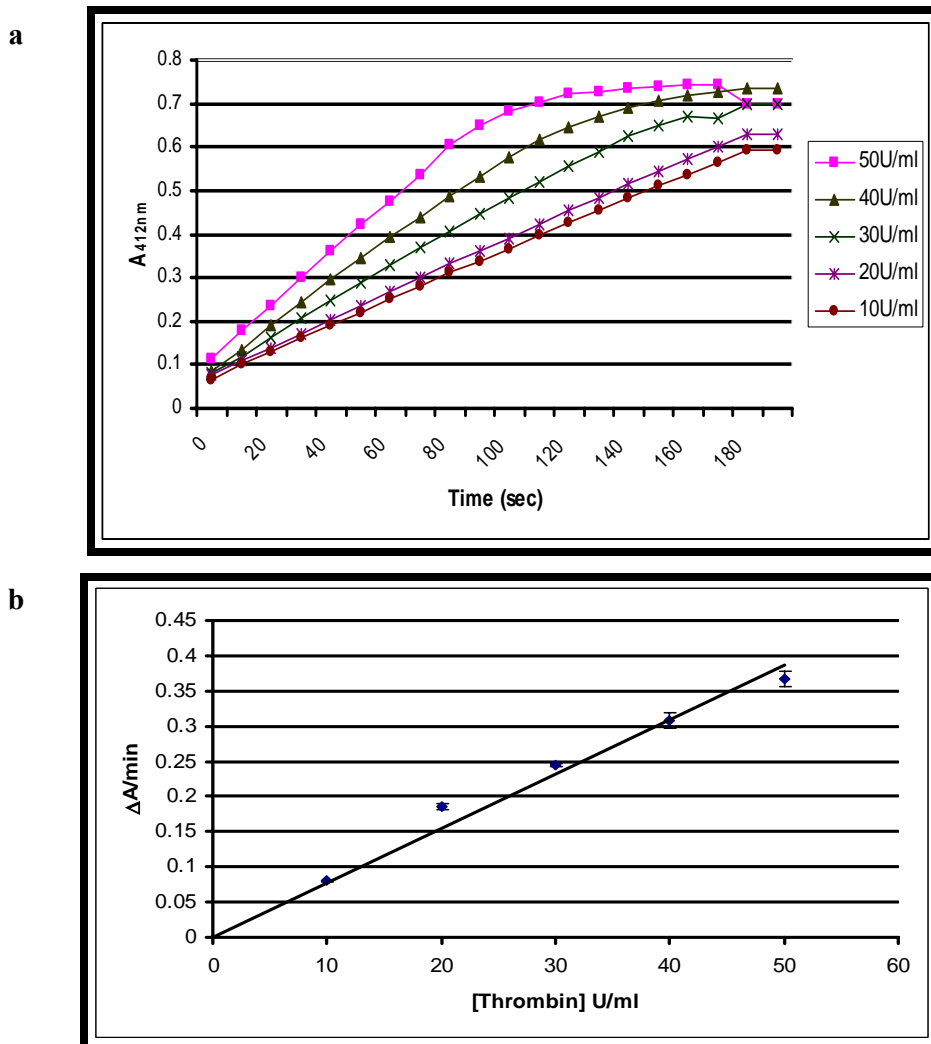 a
0.8
0.7
0.6
0.5
0.4
0.3
0.2
0.1
0
A412nm
0 20 40 60 80 100 120 140 160 180
Time (sec)
50U/ml
40U/ml
30U/ml
20U/ml
10U/ml
b
0.45
0.4
0.35
0.3
0.25
0.2
0.15
0.1
0.05
0
ΔA/min
0 10 20 30 40 50 60
[Thrombin] U/ml